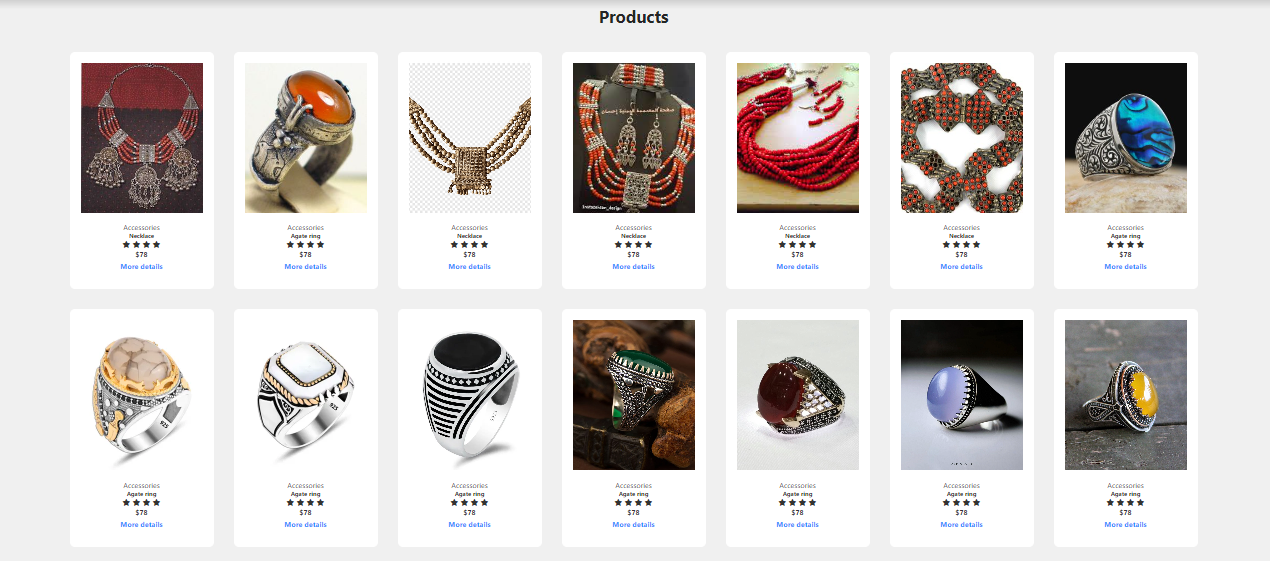 Products
Accessories
Necklace
$78
More details
Accessories
Agate ring
$78
More details
Accessories
Necklace
$78
More details
Accessories
Necklace
$78
More details
Accessories
Necklace
$78
More details
Accessories
Necklace
$78
More details
Accessories
Agate ring
$78
More details
925
925
Accessories
Agate ring
$78
More details
Accessories
Agate ring
$78
More details
Accessories
Agate ring
$78
More details
Accessories
Agate ring
$78
More details
Accessories
Agate ring
$78
More details
Accessories
Agate ring
$78
More details
Accessories
Agate ring
$78
More details